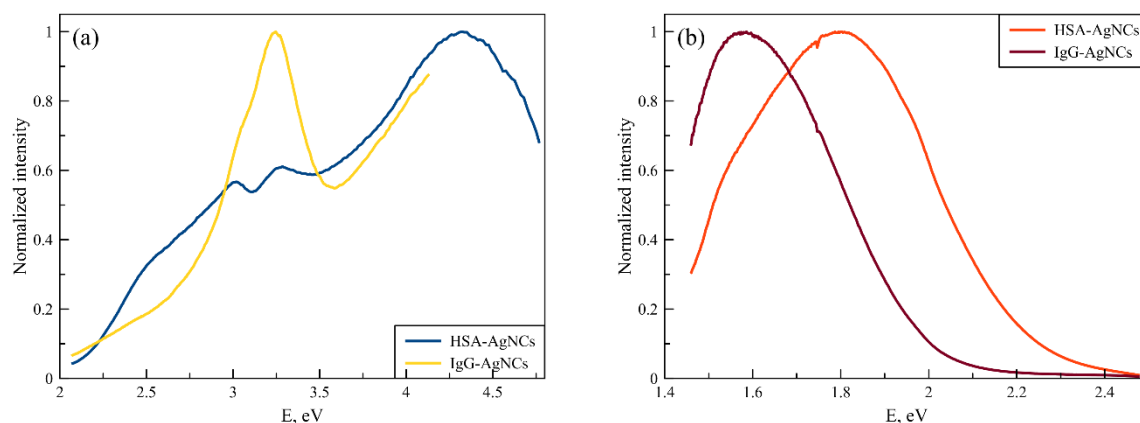 (a)
Normalized intensity
1
0.8
0.6
0.4
0.2
0
2
2.5
3
3.5
4
4.5
E, eV
HSA-AgNCs
IgG-AgNCs
(b)
Normalized intensity
1
0.8
0.6
0.4
0.2
0
1.4
1.6
1.8
2
2.2
2.4
E, eV
HSA-AgNCs
IgG-AgNCs